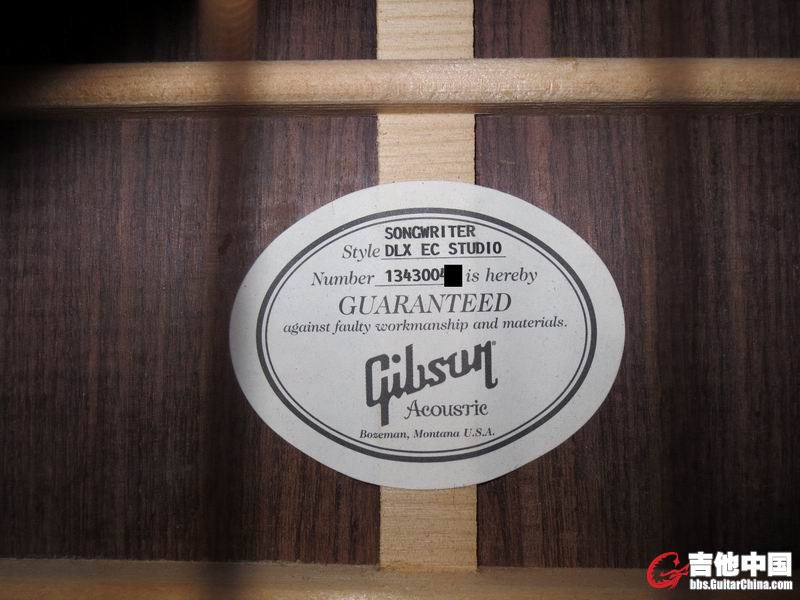 SONGWRITER
Style DLX EC STUDIO
Number 1343004 is hereby
GUARANTEED
against faulty workmanship and materials.
Gibson
Acoustic
Bozeman, Montana U.S.A.
吉他中国
bbs.GuitarChina.com